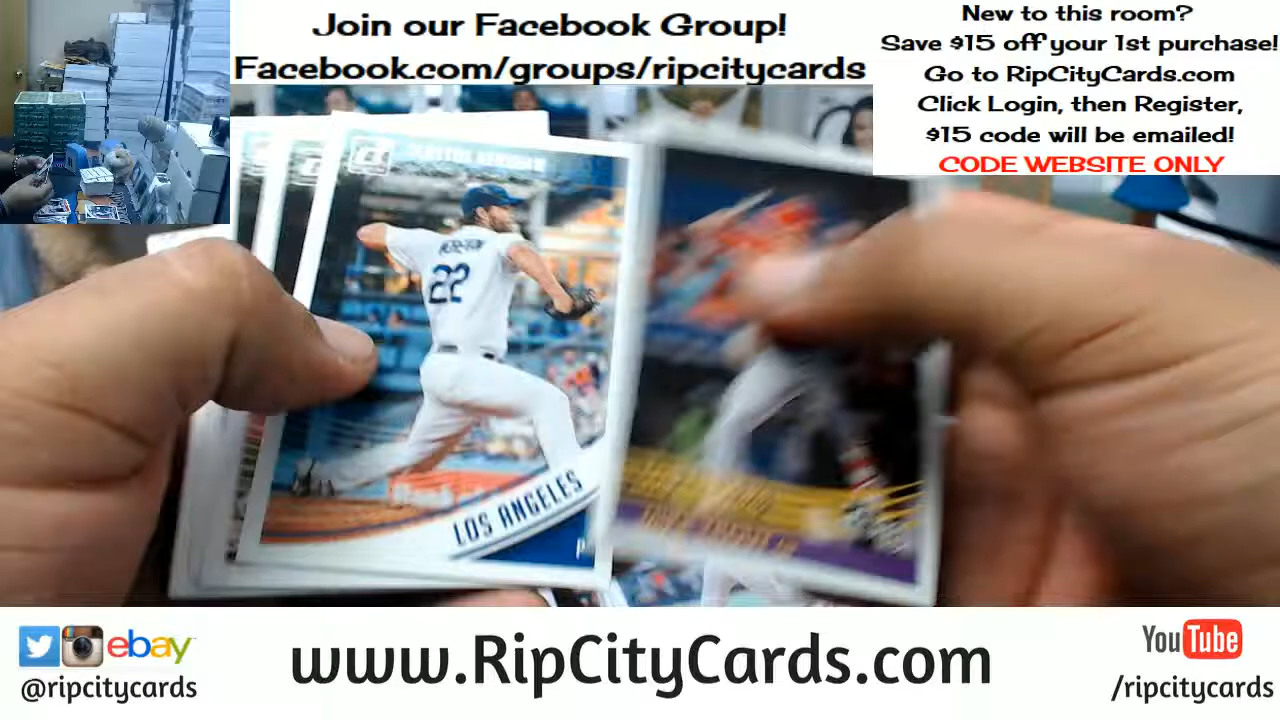 Join our Facebook Group!
Facebook.com/groups/ripcitycards
New to this room?
Save $15 off your 1st purchase!
Go to RipCityCards.com
Click Login, then Register,
$15 code will be emailed!
CODE WEBSITE ONLY
22
LOS ANGELES
P
ebay
@ripcitycards
www.RipCityCards.com
YouTube
/ripcitycards